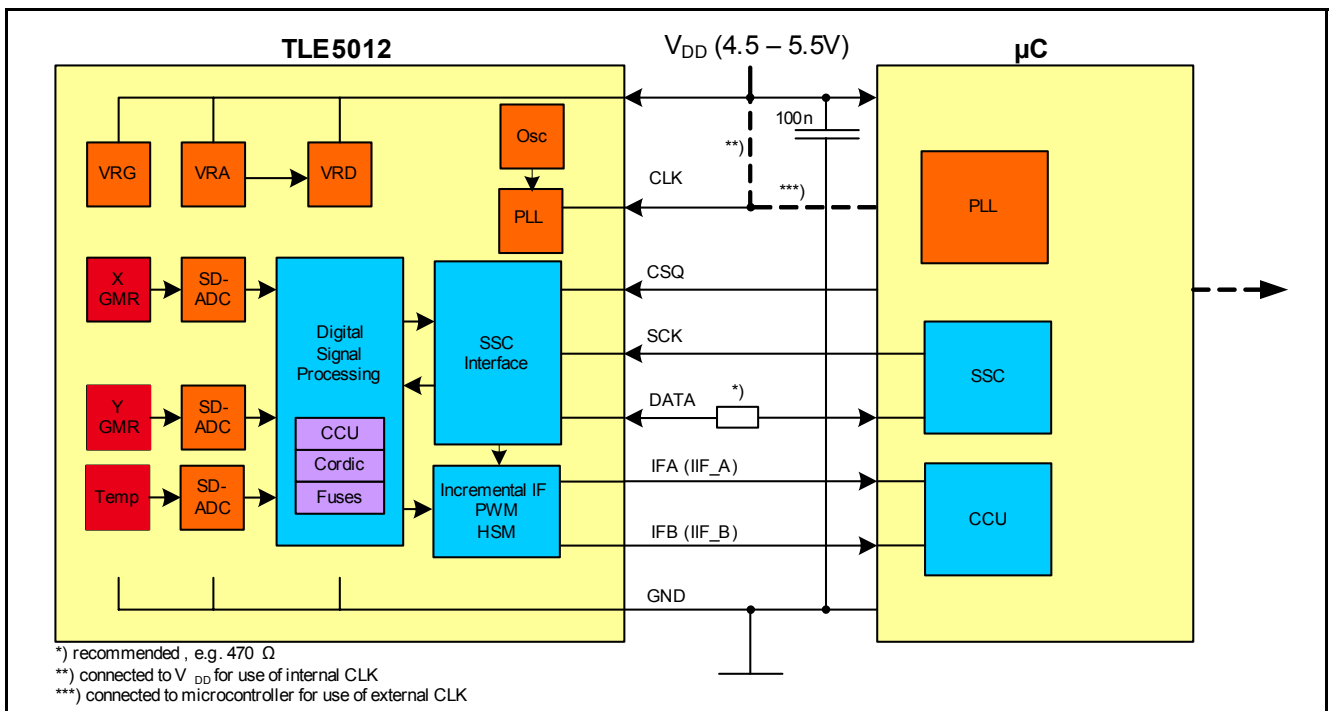 TLE5012
V_DD (4.5 – 5.5V)
µC
100n
Osc
**)
VRG
VRA
VRD
CLK
***)
PLL
PLL
X
GMR
SD-
ADC
CSQ
Digital
Signal
Processing
SSC
Interface
SCK
SSC
*)
DATA
Y
GMR
SD-
ADC
CCU
Cordic
Fuses
Temp
SD-
ADC
Incremental IF
PWM
HSM
IFA (IIF_A)
CCU
IFB (IIF_B)
GND
*) recommended , e.g. 470 Ω
**) connected to V DD for use of internal CLK
***) connected to microcontroller for use of external CLK